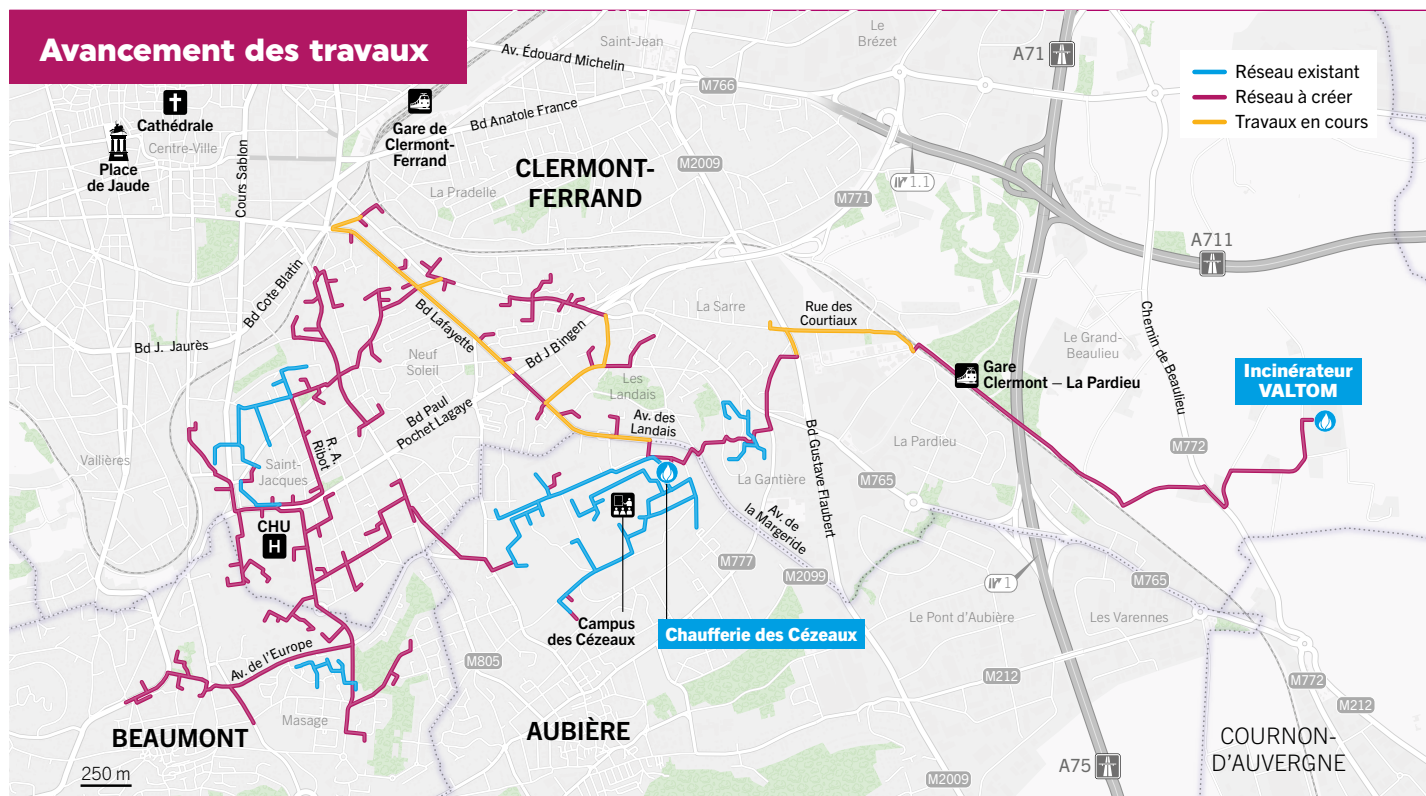 Avancement des travaux
Saint-Jean
Le
Brézet
Av. Édouard Michelin
A71
M766
Réseau existant
Réseau à créer
Travaux en cours
Cathédrale
Centre-Ville
Place
de Jaude
Cours Sablon
Gare de
Clermont-
Ferrand
Bd Anatole France
CLERMONT-
FERRAND
M2009
La Pradelle
1.1
M771
A711
Bd Cote Blatin
Bd J. Jaurès
Bd Lafayette
Bd J Bingen
La Sarre
Rue des
Courtiaux
Chemin de Beaulieu
Le Grand-
Beaulieu
Neuf
Soleil
Les
Landais
Gare
Clermont – La Pardieu
Incinérateur
VALTOM
Bd Paul
Pochet Lagaye
Av. des
Landais
Bd Gustave Flaubert
La Pardieu
M772
Vallières
R. A.
Ribot
Saint-
Jacques
La Gantière
M765
CHU
H
Av. de
la Margeride
M777
M2099
1
M765
Campus
des Cézeaux
Chaufferie des Cézeaux
Le Pont d'Aubière
Les Varennes
Av. de l'Europe
M805
M212
M772
M212
Masage
BEAUMONT
AUBIÈRE
COURNON-
D'AUVERGNE
250 m
M2009
A75